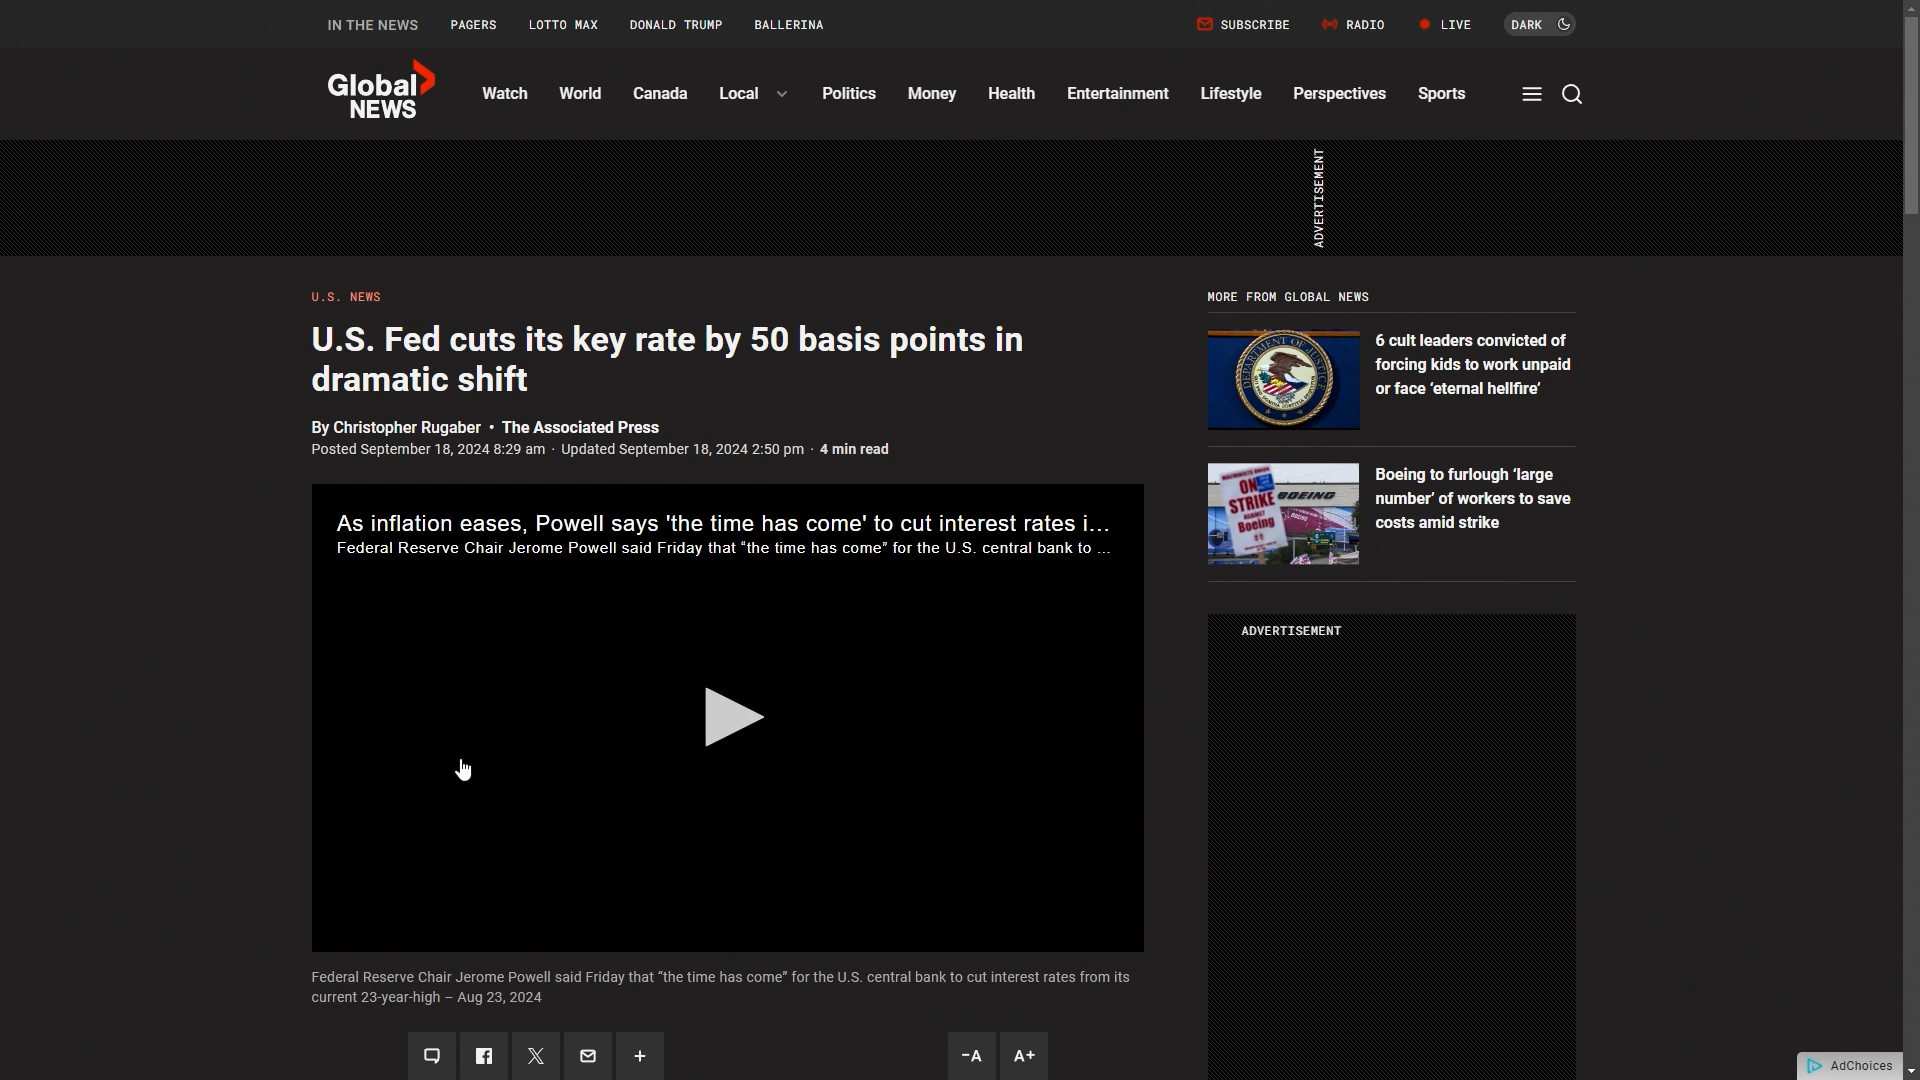 IN THE NEWS PAGERS LOTTO MAX DONALD TRUMP BALLERINA SUBSCRIBE RADIO LIVE DARK
Global NEWS
Watch World Canada Local Politics Money Health Entertainment Lifestyle Perspectives Sports
ADVERTISEMENT
U.S. NEWS
U.S. Fed cuts its key rate by 50 basis points in
dramatic shift
By Christopher Rugaber • The Associated Press
Posted September 18, 2024 8:29 am · Updated September 18, 2024 2:50 pm · 4 min read
As inflation eases, Powell says 'the time has come' to cut interest rates i...
Federal Reserve Chair Jerome Powell said Friday that “the time has come” for the U.S. central bank to ...
Federal Reserve Chair Jerome Powell said Friday that “the time has come” for the U.S. central bank to cut interest rates from its
current 23-year-high – Aug 23, 2024
-A A+
MORE FROM GLOBAL NEWS
DEPARTMENT OF JUSTICE
6 cult leaders convicted of
forcing kids to work unpaid
or face ‘eternal hellfire’
ON
STRIKE
AGAINST
Boeing
BOEING
Boeing to furlough ‘large
number’ of workers to save
costs amid strike
ADVERTISEMENT
AdChoices